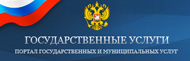 ГОСУДАРСТВЕННЫЕ УСЛУГИ
ПОРТАЛ ГОСУДАРСТВЕННЫХ И МУНИЦИПАЛЬНЫХ УСЛУГ